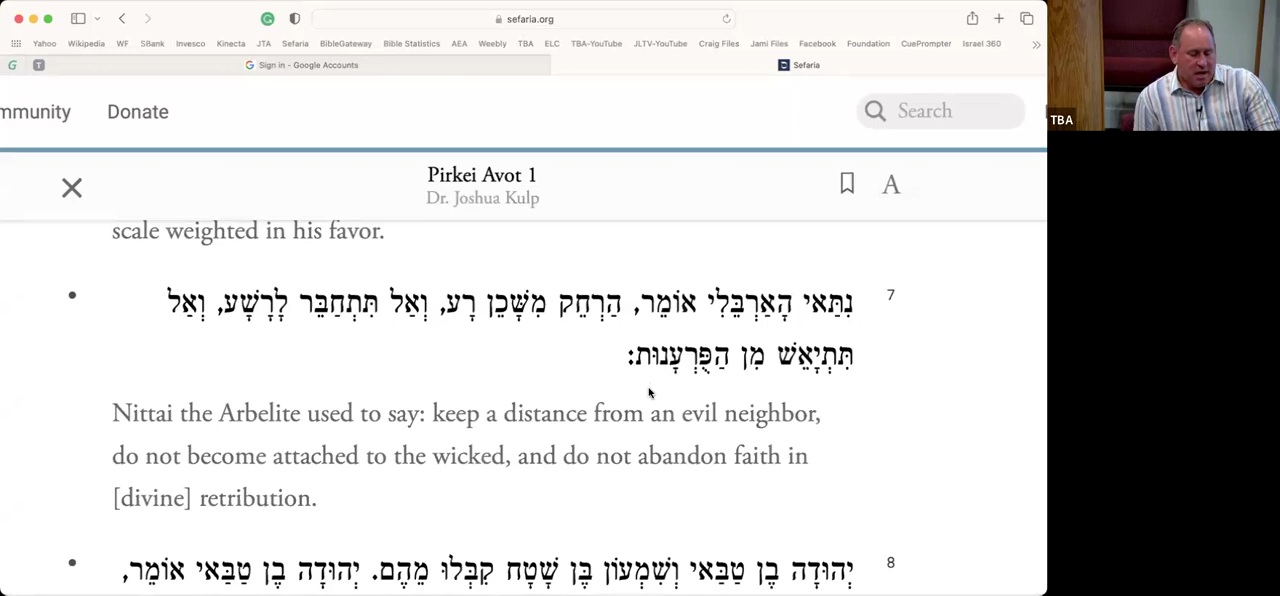 sefaria.org
Yahoo Wikipedia WF SBank Invesco Kinecta JTA Sefaria BibleGateway Bible Statistics AEA Weebly TBA ELC TBA-YouTube JLTV-YouTube Craig Files Jami Files Facebook Foundation CuePrompter Israel 360
G T Sign in - Google Accounts Sefaria
mmunity Donate Search
TBA
Pirkei Avot 1
Dr. Joshua Kulp
A
scale weighted in his favor.
7 נִתַּאי הָאַרְבֵּלִי אוֹמֵר, הַרְחֵק מִשָּׁכֵן רָע, וְאַל תִּתְחַבֵּר לָרָשָׁע, וְאַל
תִּתְיָאֵשׁ מִן הַפֻּרְעָנוּת:
Nittai the Arbelite used to say: keep a distance from an evil neighbor,
do not become attached to the wicked, and do not abandon faith in
[divine] retribution.
8 יְהוּדָה בֶן טַבַּאי וְשִׁמְעוֹן בֶּן שָׁטָח קִבְּלוּ מֵהֶם. יְהוּדָה בֶן טַבַּאי אוֹמֵר,